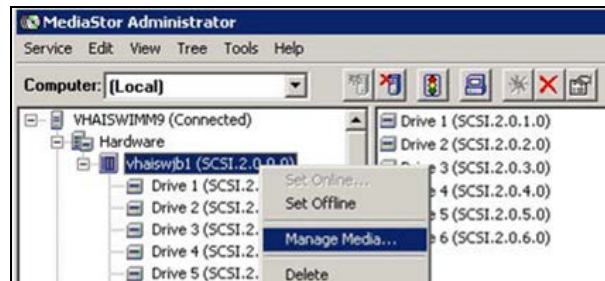 MediaStor Administrator
Service Edit View Tree Tools Help
Computer: (Local)
VHAISWIMM9 (Connected)
Hardware
vhaiswjb1 (SCSI.2.0.0.0)
Drive 1 (SCSI.2.
Drive 2 (SCSI.2.
Drive 3 (SCSI.2.
Drive 4 (SCSI.2.
Drive 5 (SCSI.2.
Set Online...
Set Offline
Manage Media...
Delete
Drive 1 (SCSI.2.0.1.0)
Drive 2 (SCSI.2.0.2.0)
3 (SCSI.2.0.3.0)
4 (SCSI.2.0.4.0)
5 (SCSI.2.0.5.0)
6 (SCSI.2.0.6.0)